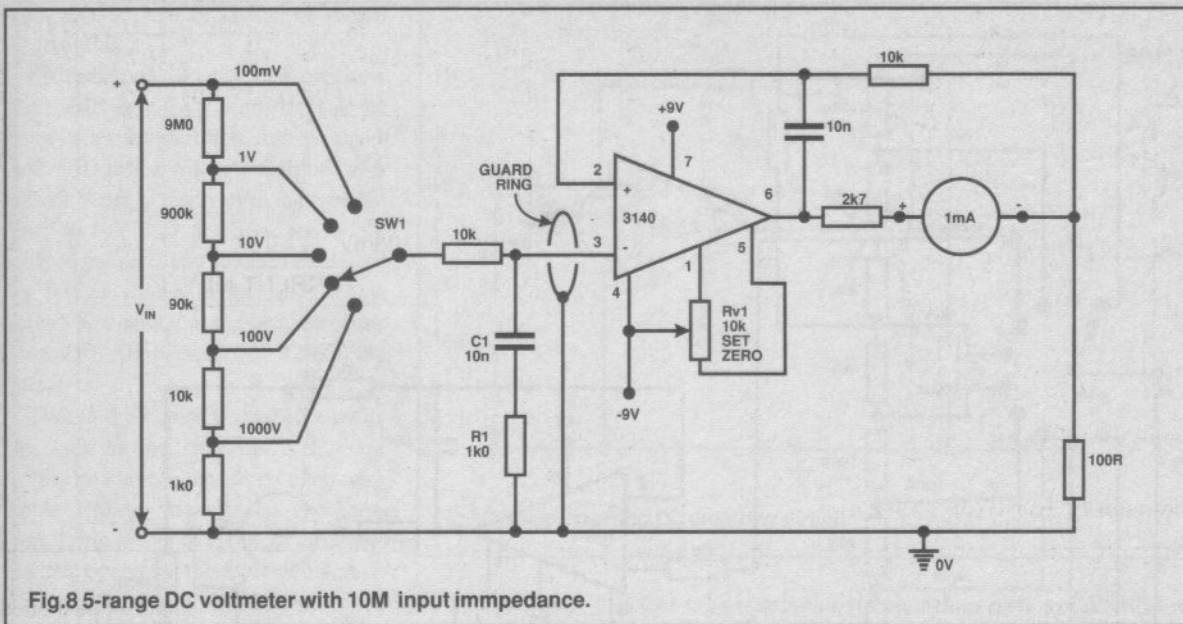 100mV
10k
+
9M0
+9V
1V
10n
GUARD
RING
7
2
+
6
2k7
+
-
900k
SW1
3140
1mA
10V
10k
3
-
5
1
4
90k
VIN
Rv1
10k
SET
ZERO
C1
10n
100V
10k
-9V
R1
1k0
100R
1000V
1k0
-
0V
Fig.8 5-range DC voltmeter with 10M input immpedance.